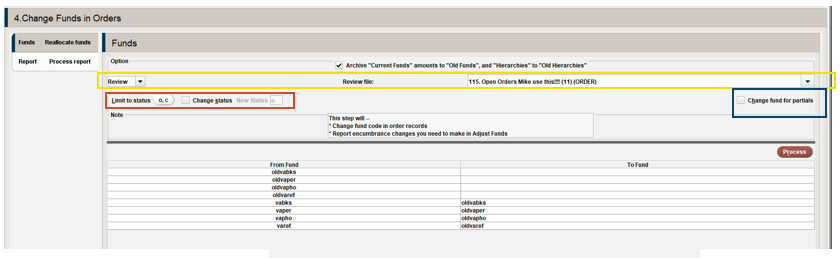 4.Change Funds in Orders
Funds Reallocate funds
Report Process report
Funds
Option
Archive "Current Funds" amounts to "Old Funds", and "Hierarchies" to "Old Hierarchies"
Review Review file: 115. Open Orders Mike use this!!!! (11) (ORDER)
Limit to status o, c Change status New Status o Change fund for partials
Note
This step will --
* Change fund code in order records
* Report encumbrance changes you need to make in Adjust Funds
Process
From Fund To Fund
oldvabks
oldvaper
oldvapho
oldvaref
vabks oldvabks
vaper oldvaper
vapho oldvapho
varef oldvaref